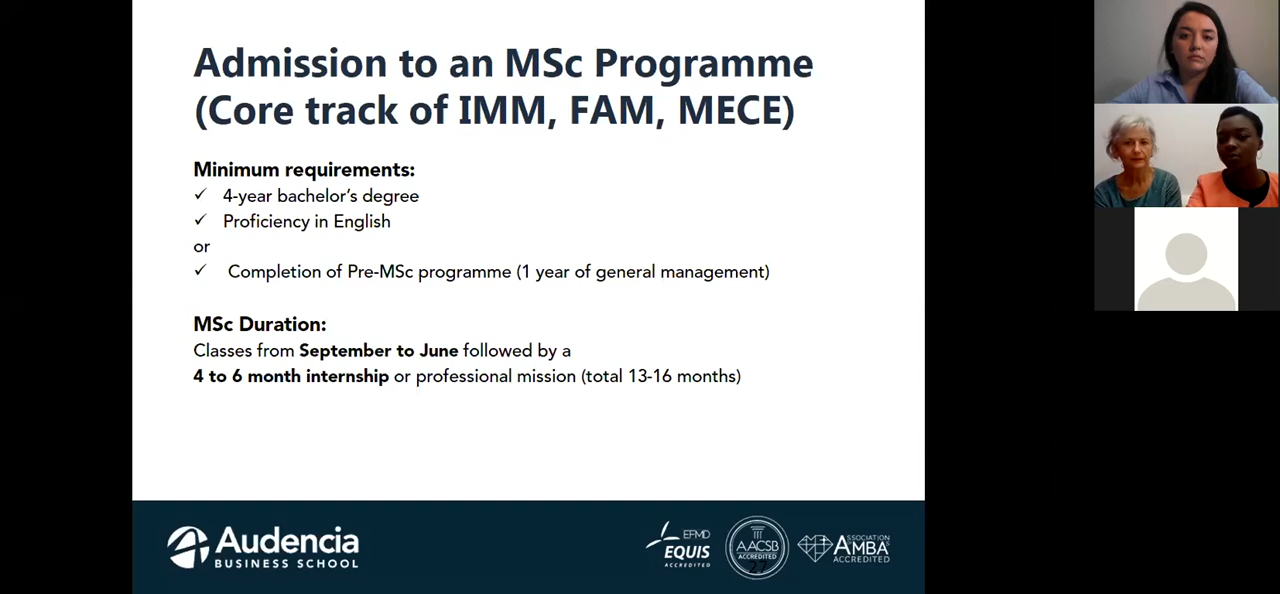 Admission to an MSc Programme
(Core track of IMM, FAM, MECE)
Minimum requirements:
✓ 4-year bachelor's degree
✓ Proficiency in English
or
✓ Completion of Pre-MSc programme (1 year of general management)
MSc Duration:
Classes from September to June followed by a
4 to 6 month internship or professional mission (total 13-16 months)
Audencia
BUSINESS SCHOOL
EFMD
EQUIS
ACCREDITED
AACSB
ACCREDITED
27
ASSOCIATION
AMBA'S
ACCREDITED